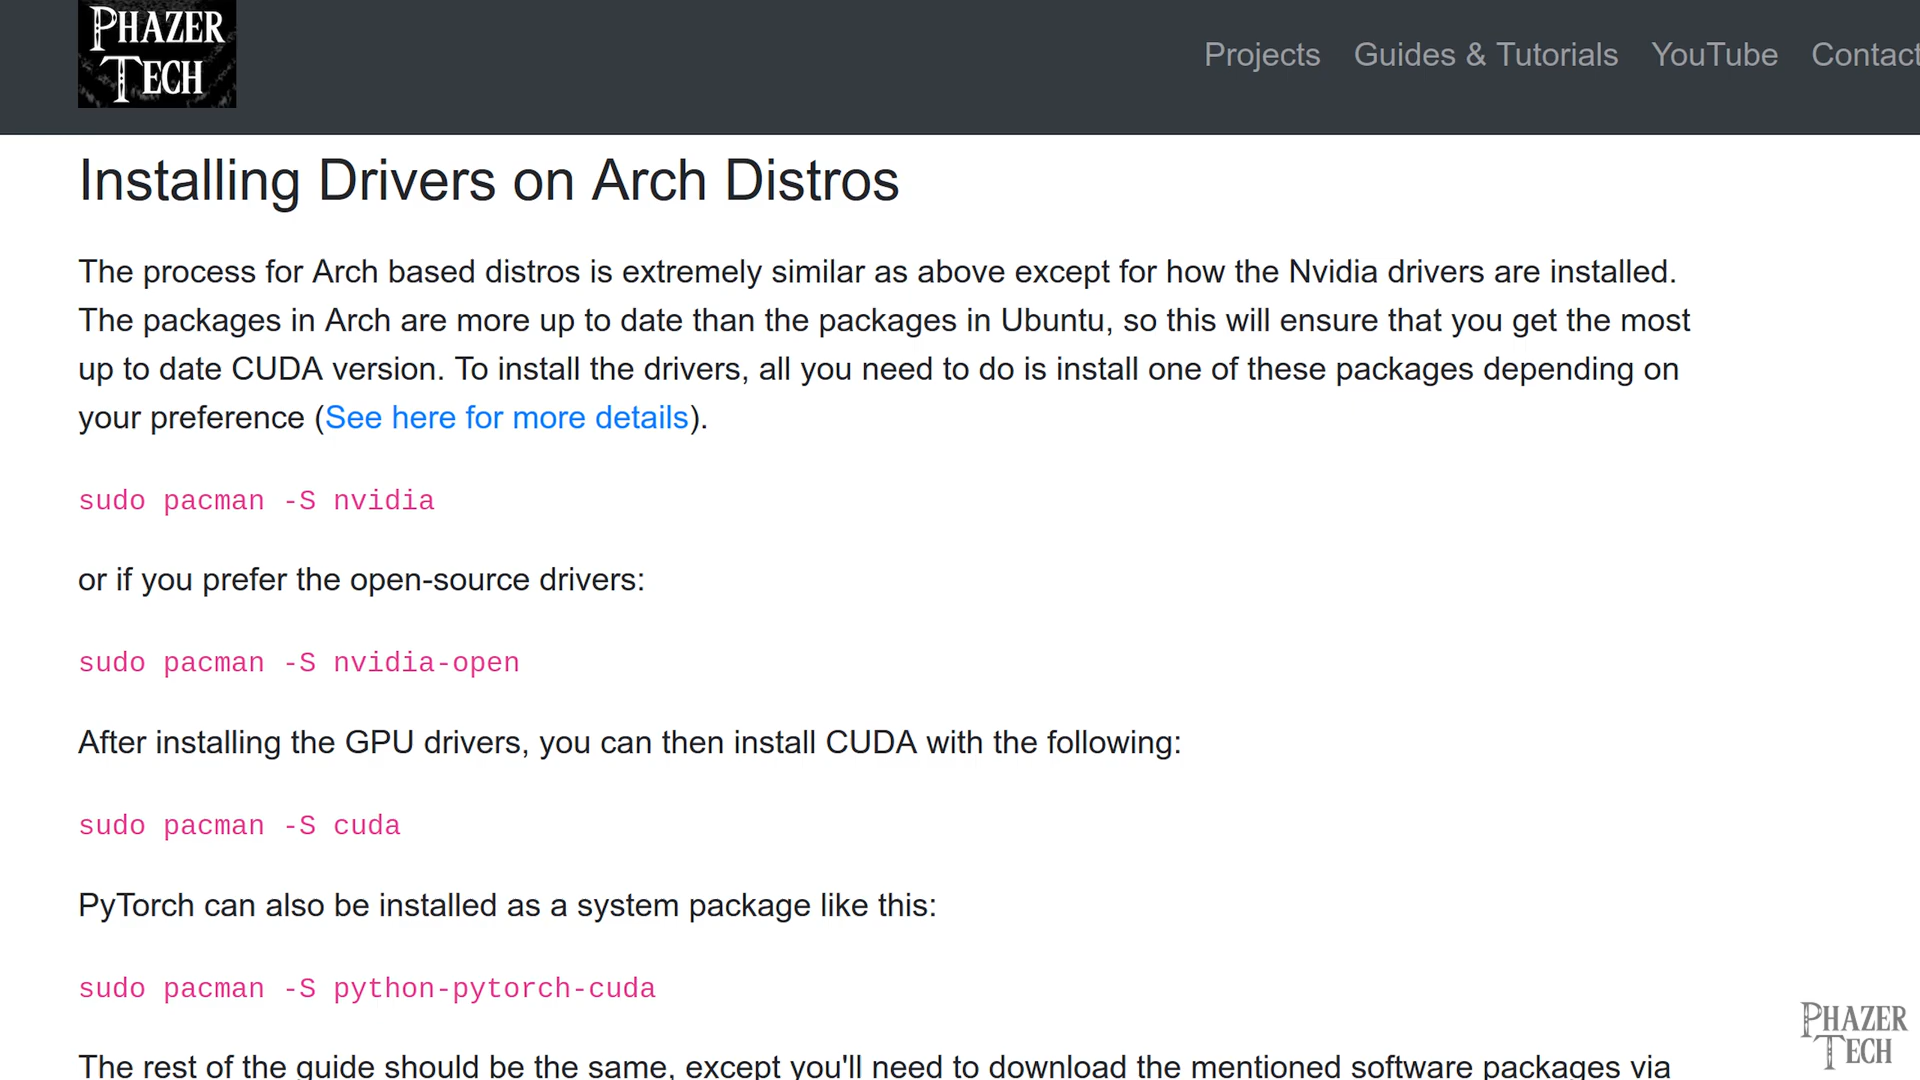 PHAZER
TECH
Projects Guides & Tutorials YouTube Contact
Installing Drivers on Arch Distros
The process for Arch based distros is extremely similar as above except for how the Nvidia drivers are installed.
The packages in Arch are more up to date than the packages in Ubuntu, so this will ensure that you get the most
up to date CUDA version. To install the drivers, all you need to do is install one of these packages depending on
your preference (See here for more details).
sudo pacman -S nvidia
or if you prefer the open-source drivers:
sudo pacman -S nvidia-open
After installing the GPU drivers, you can then install CUDA with the following:
sudo pacman -S cuda
PyTorch can also be installed as a system package like this:
sudo pacman -S python-pytorch-cuda
The rest of the guide should be the same, except you'll need to download the mentioned software packages via
PHAZER
TECH